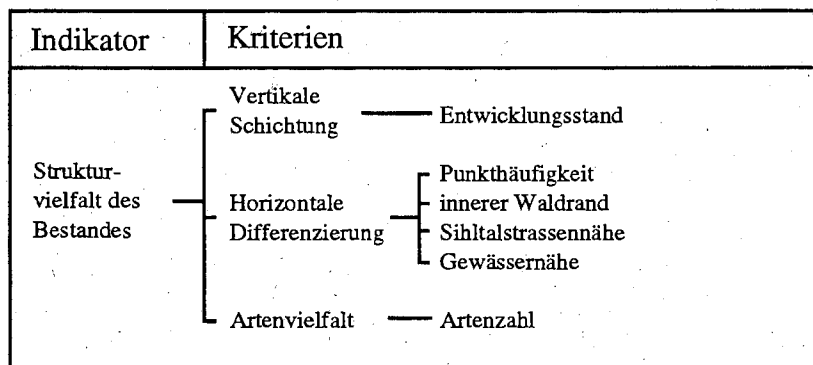 Indikator
Kriterien
Vertikale
Schichtung
Entwicklungsstand
Struktur-
vielfalt des
Bestandes
Horizontale
Differenzierung
Punkthäufigkeit
innerer Waldrand
Sihltalstrassennähe
Gewässernähe
Artenvielfalt
Artenzahl